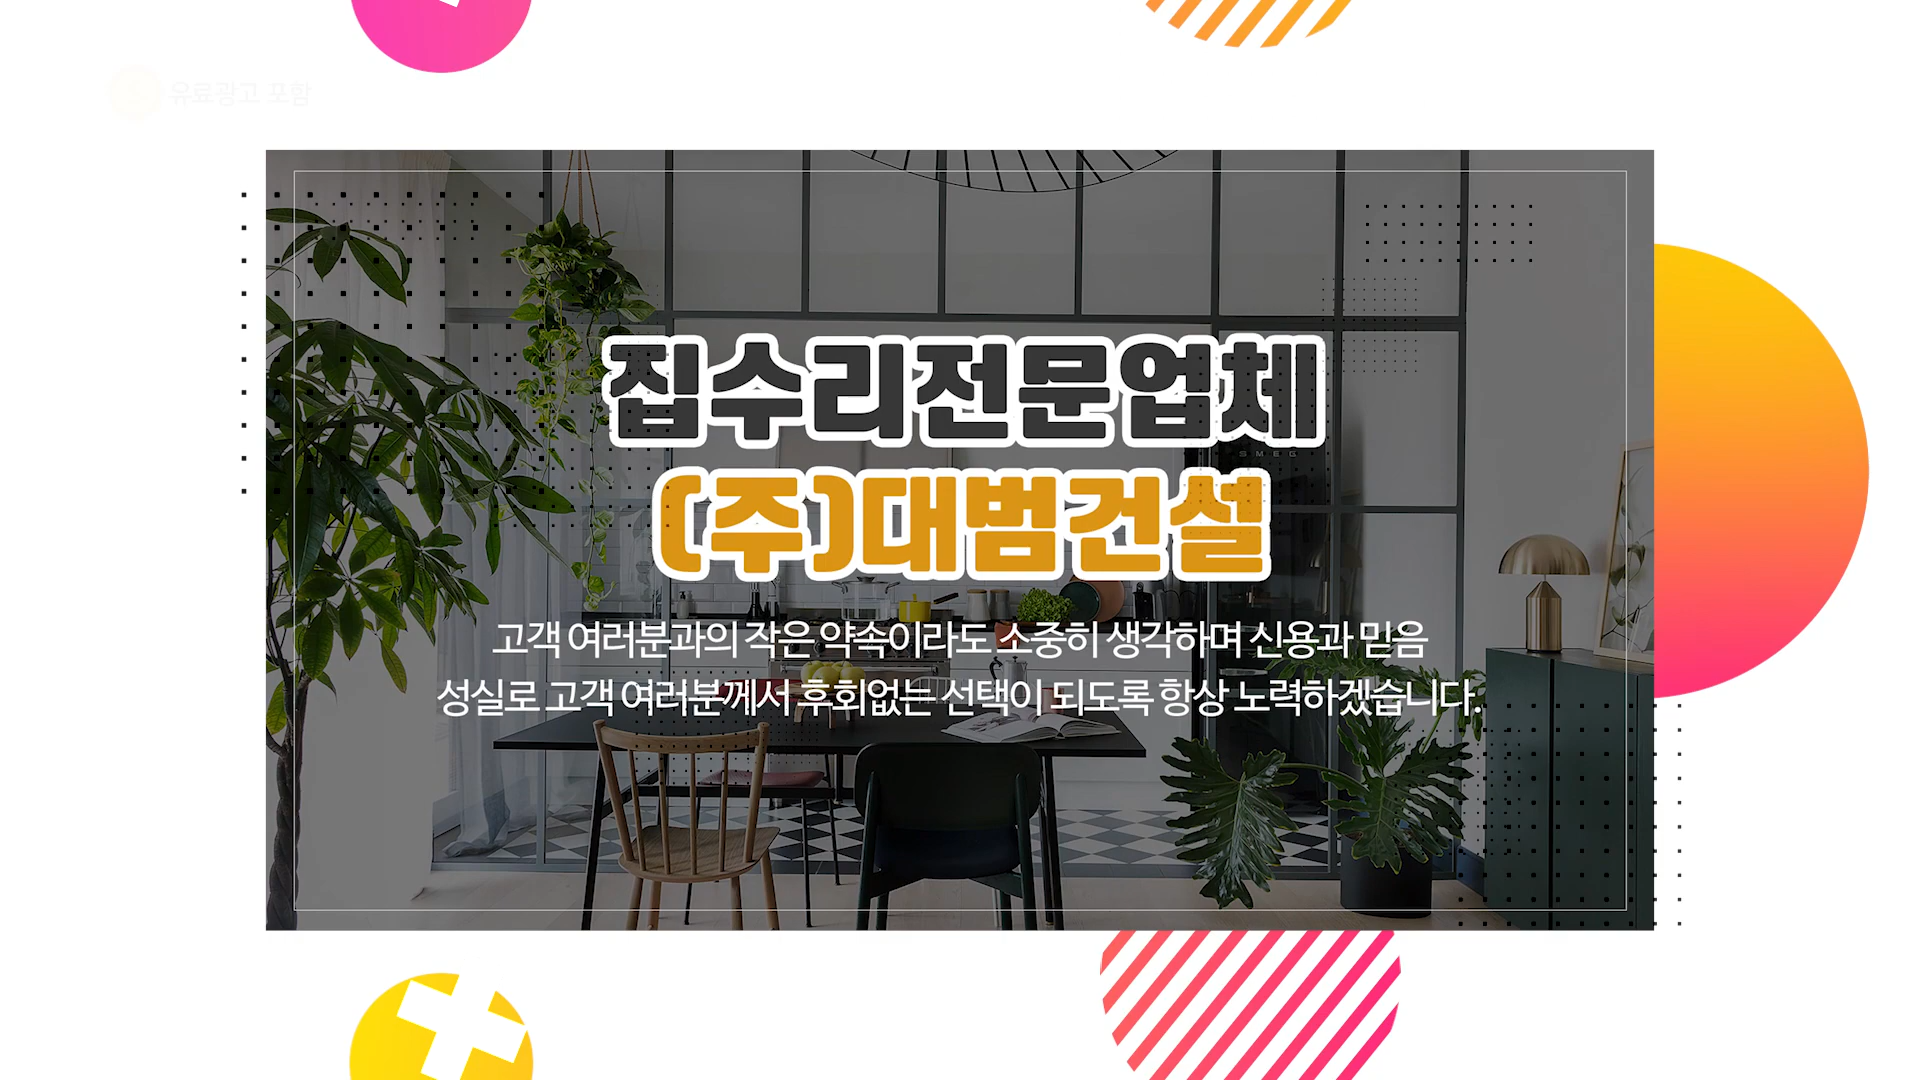 유료광고 포함
집수리전문업체
(주)대범건설
고객 여러분과의 작은 약속이라도 소중히 생각하며 신용과 믿음
성실로 고객 여러분께서 후회없는 선택이 되도록 항상 노력하겠습니다.
SMEG